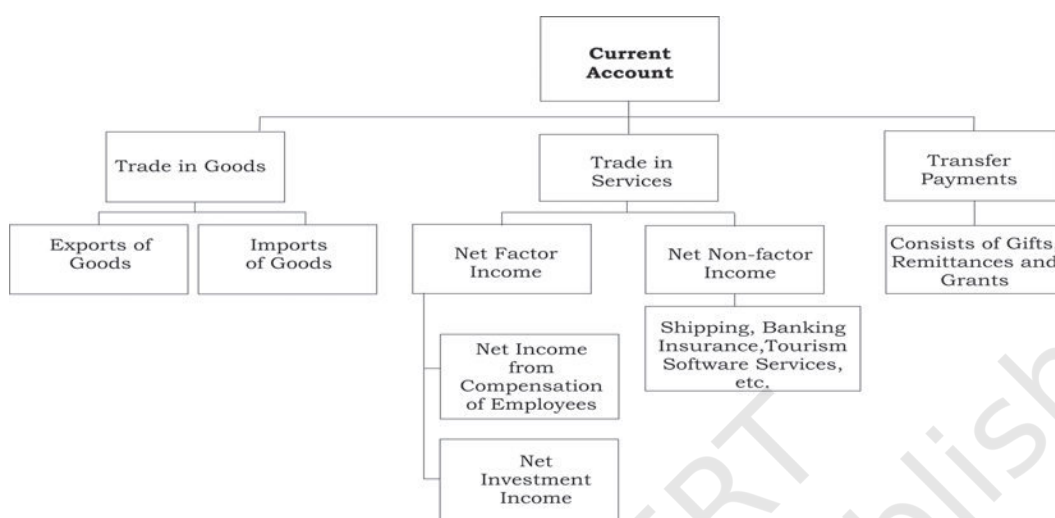 Current
Account
Trade in Goods
Trade in
Services
Transfer
Payments
Exports of
Goods
Imports
of Goods
Net Factor
Income
Net Non-factor
Income
Consists of Gifts
Remittances and
Grants
Shipping, Banking
Insurance,Tourism
Software Services,
etc.
Net Income
from
Compensation
of Employees
Net
Investment
Income